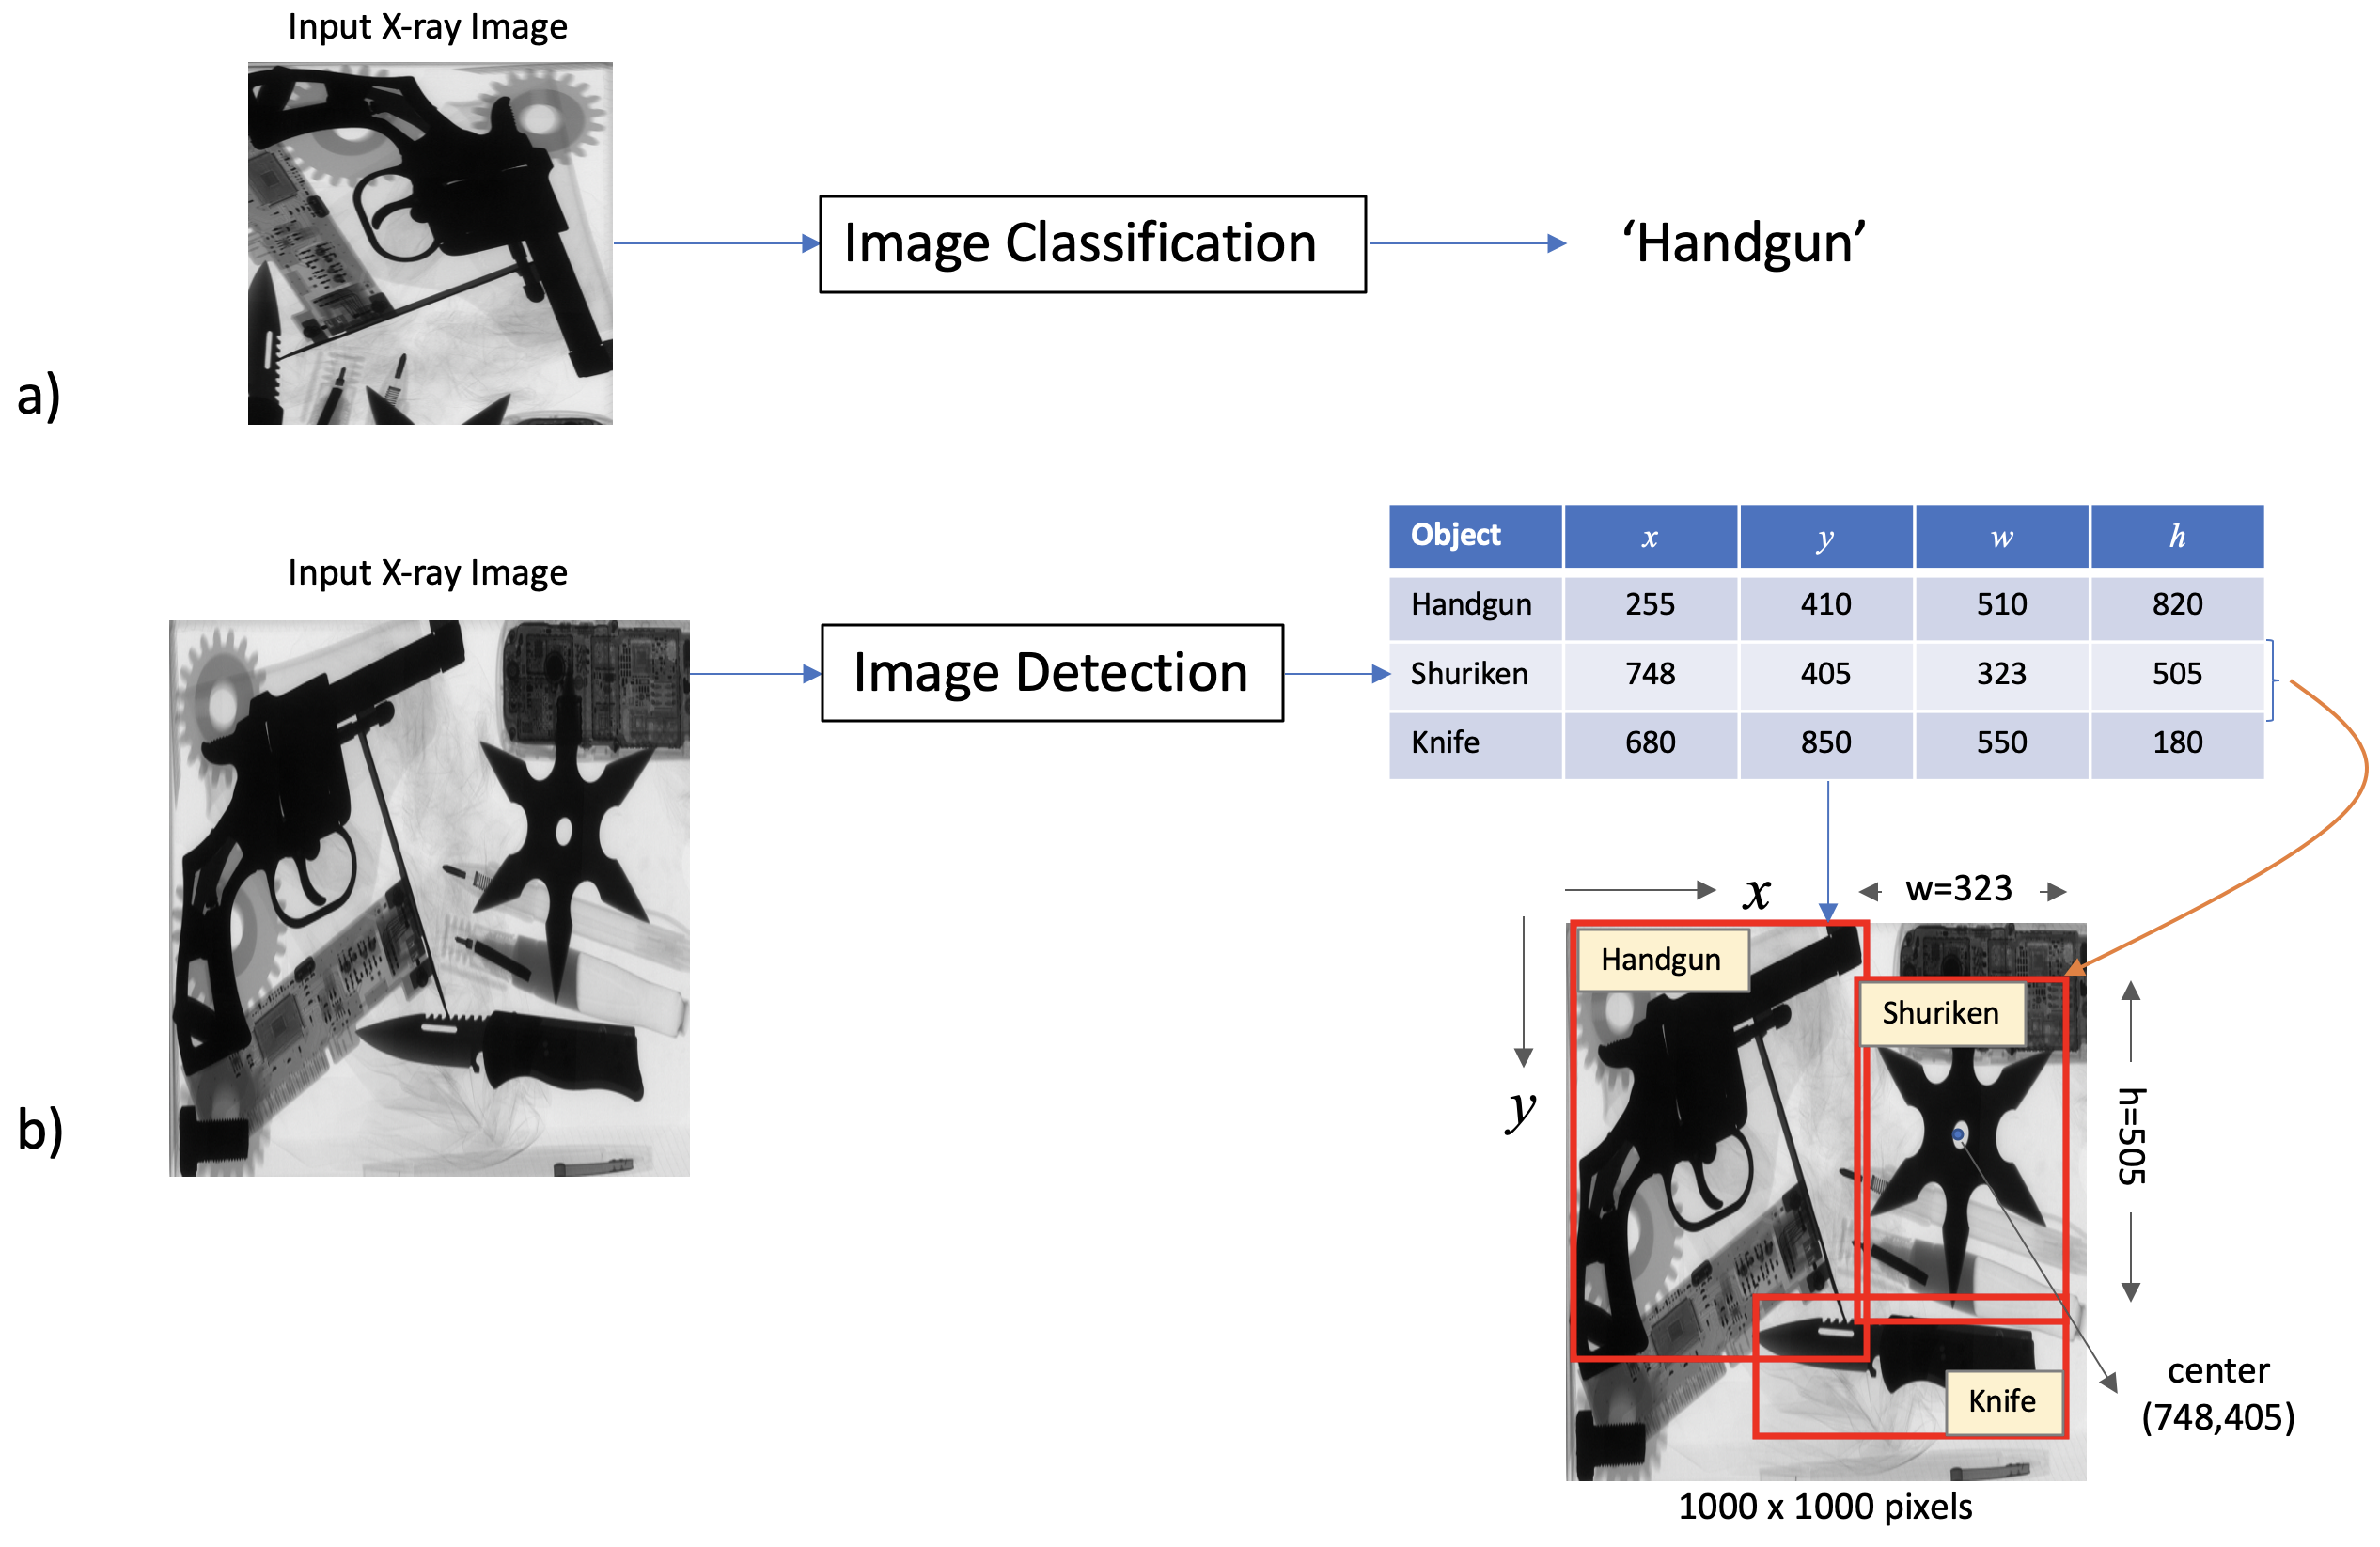 Input X-ray Image
Image Classification
‘Handgun’
a)
Input X-ray Image
Image Detection
Object x y w h
Handgun 255 410 510 820
Shuriken 748 405 323 505
Knife 680 850 550 180
b)
x
w=323
y
Handgun
Shuriken
h=505
Knife
center
(748,405)
1000 x 1000 pixels